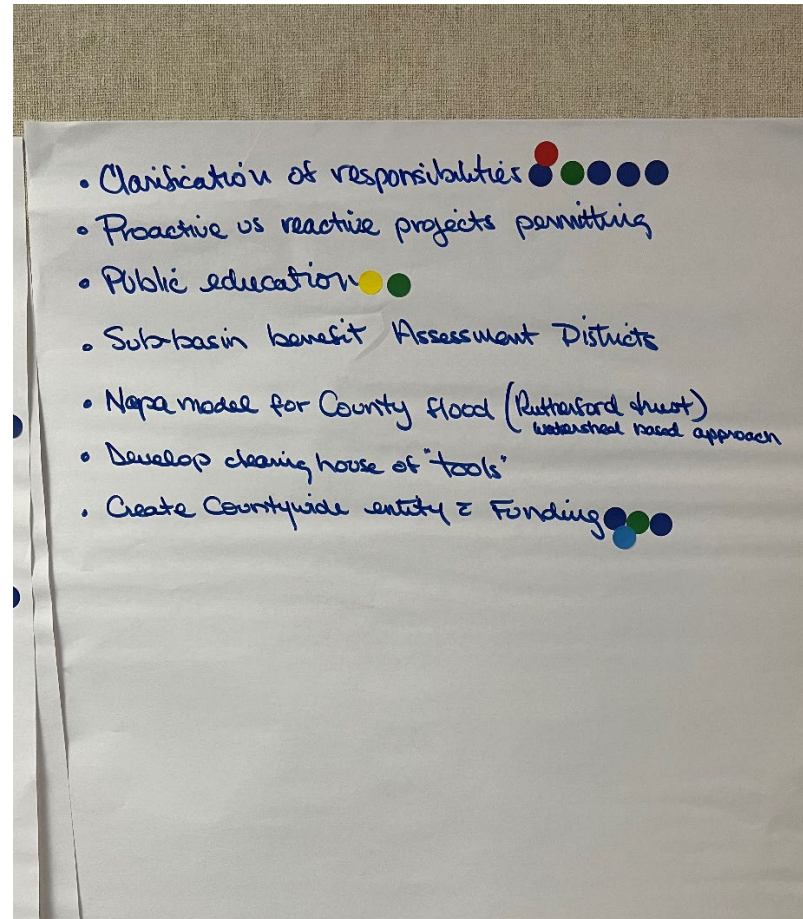 • Clarification of responsibilities
• Proactive vs reactive projects permitting
• Public education
• Sub-basin benefit Assessment Districts
• Napa model for County flood (Rutherford trust)
watershed based approach
• Develop clearing house of "tools"
• Create Countywide entity & Funding